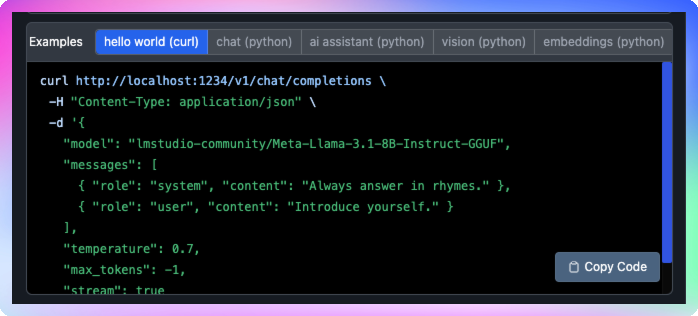 Examples hello world (curl) chat (python) ai assistant (python) vision (python) embeddings (python)
curl http://localhost:1234/v1/chat/completions \
-H "Content-Type: application/json" \
-d '{
"model": "lmstudio-community/Meta-Llama-3.1-8B-Instruct-GGUF",
"messages": [
{ "role": "system", "content": "Always answer in rhymes." },
{ "role": "user", "content": "Introduce yourself." }
],
"temperature": 0.7,
"max_tokens": -1,
"stream": true
Copy Code